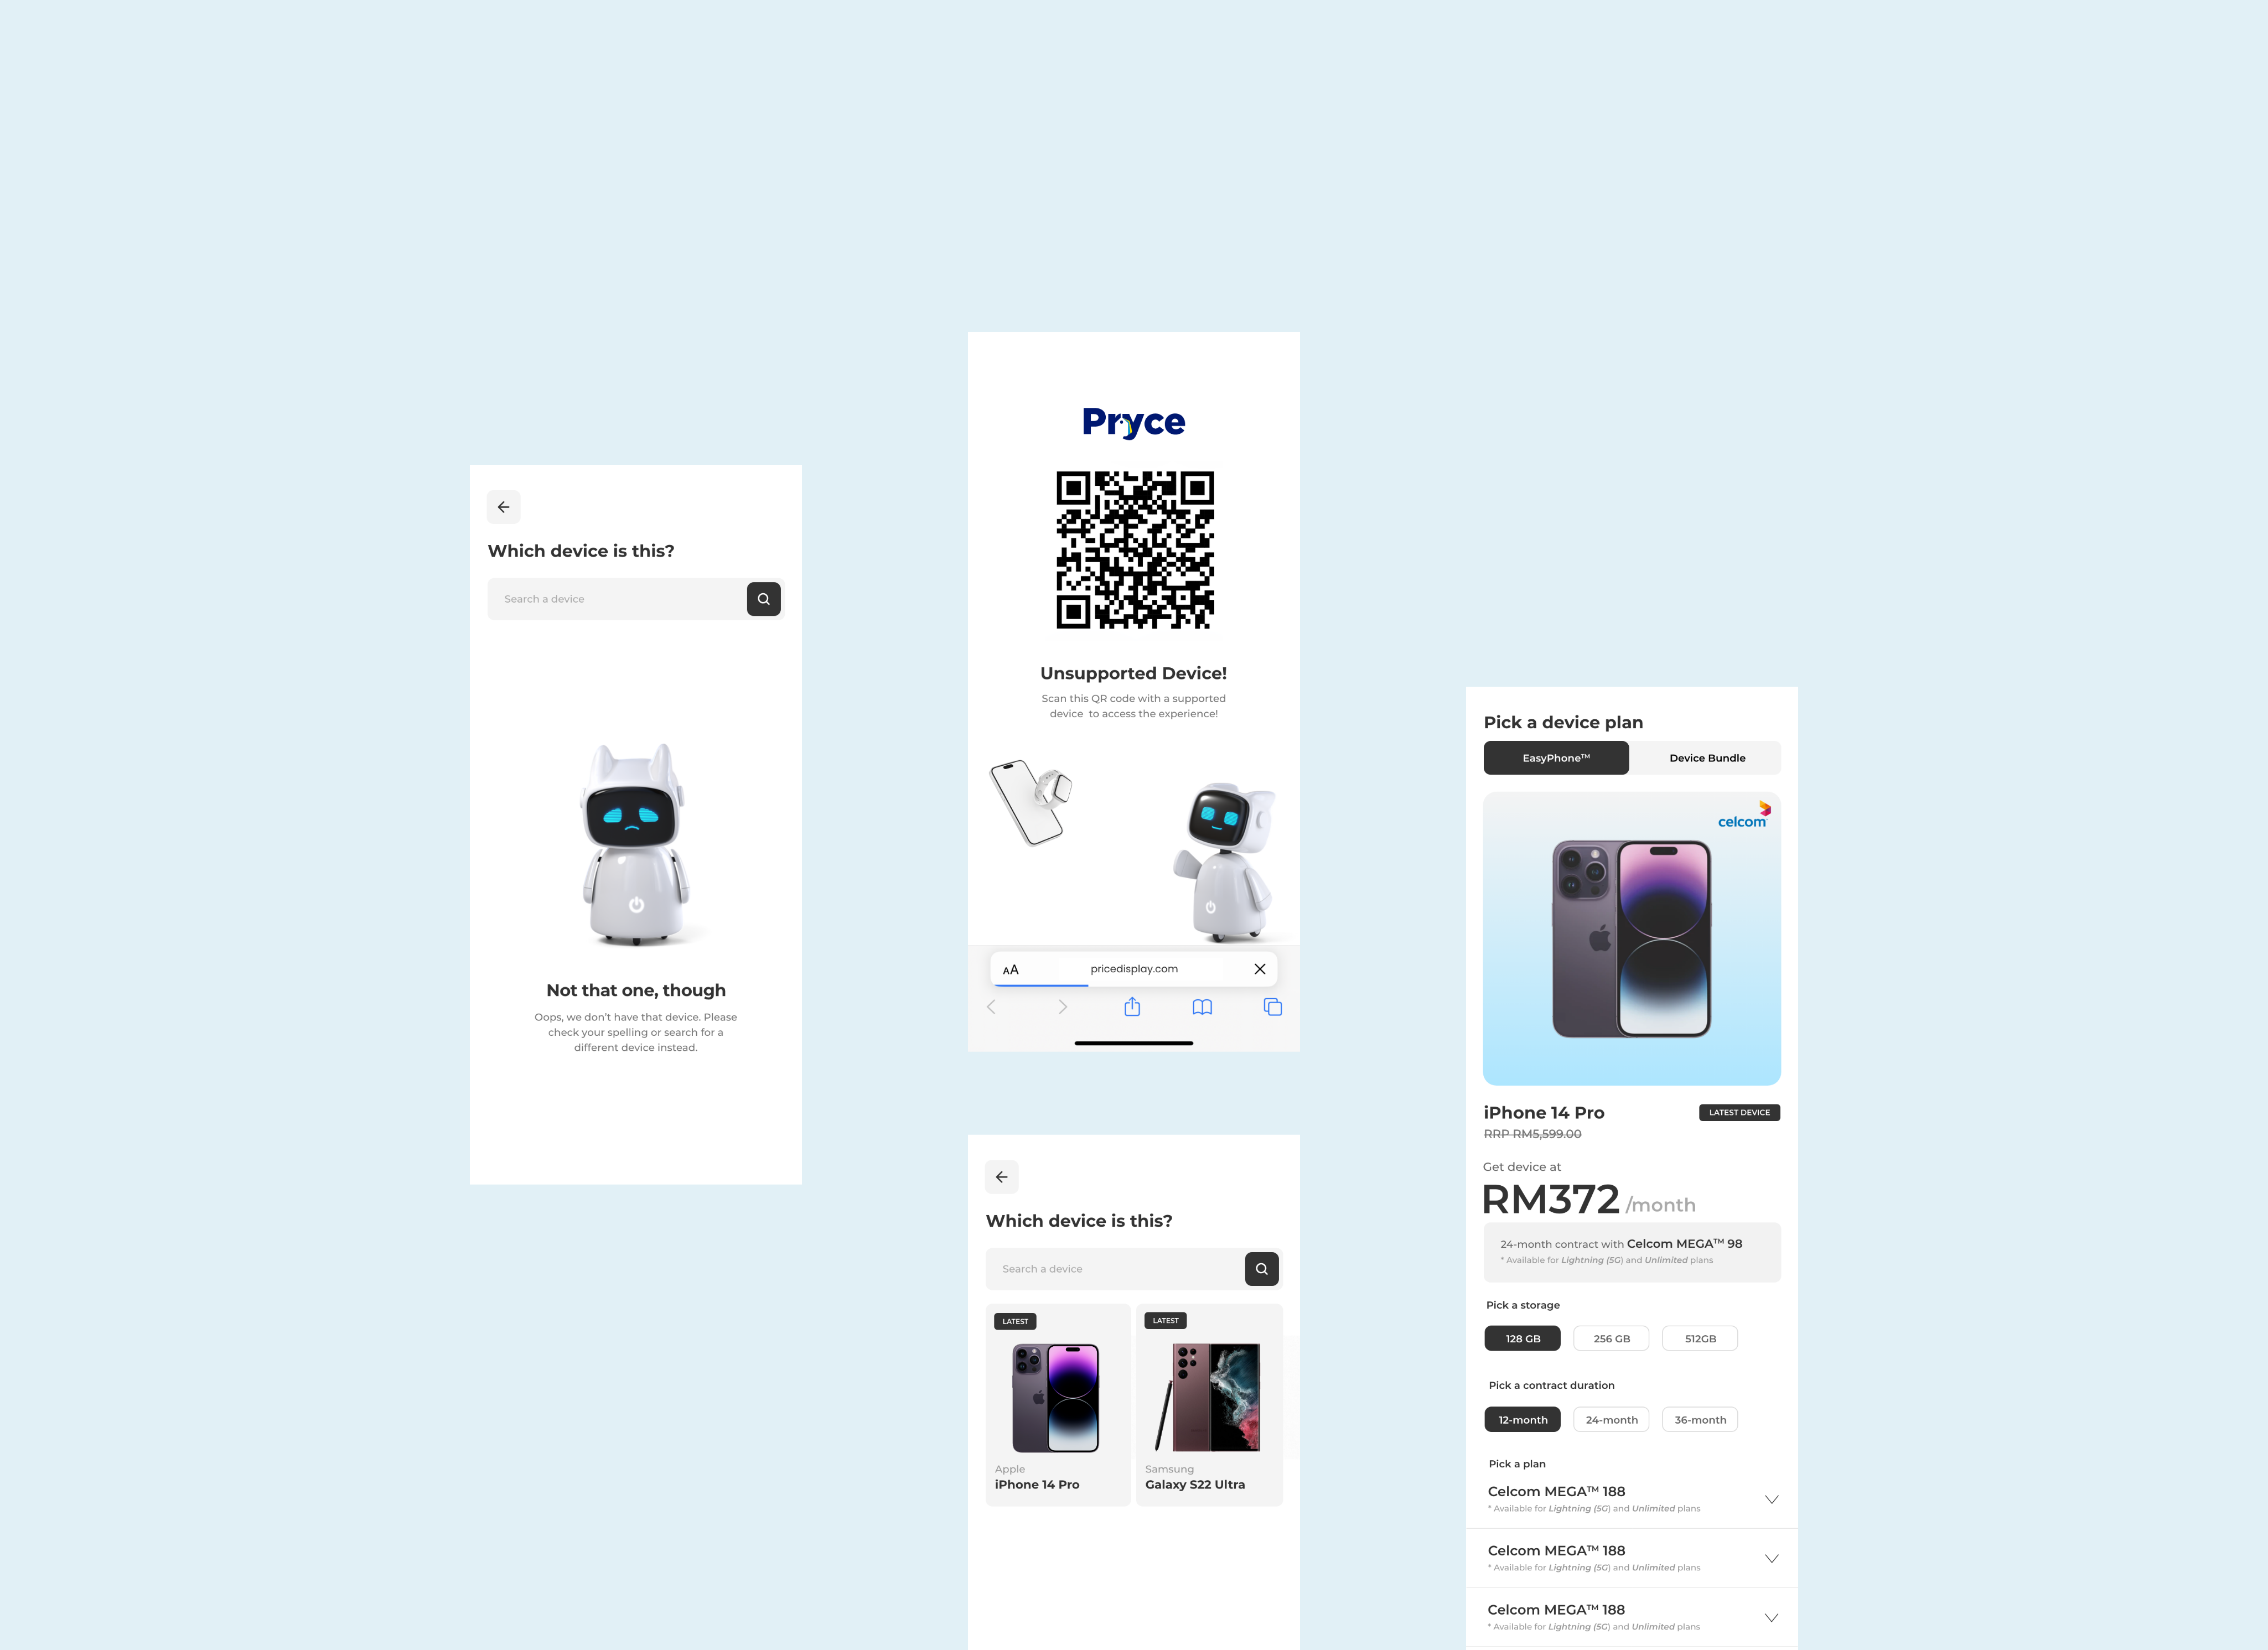 Which device is this?
Search a device
Not that one, though
Oops, we don't have that device. Please
check your spelling or search for a
different device instead.
Pryce
Unsupported Device!
Scan this QR code with a supported
device to access the experience!
AA
pricedisplay.com
Which device is this?
Search a device
LATEST
LATEST
Apple
iPhone 14 Pro
Samsung
Galaxy S22 Ultra
Pick a device plan
EasyPhone™
Device Bundle
celcom
iPhone 14 Pro
LATEST DEVICE
RRP RM5,599.00
Get device at
RM372 /month
24-month contract with Celcom MEGA™ 98
* Available for Lightning (5G) and Unlimited plans
Pick a storage
128 GB
256 GB
512GB
Pick a contract duration
12-month
24-month
36-month
Pick a plan
Celcom MEGA™ 188
* Available for Lightning (5G) and Unlimited plans
Celcom MEGA™ 188
* Available for Lightning (5G) and Unlimited plans
Celcom MEGA™ 188
* Available for Lightning (5G) and Unlimited plans